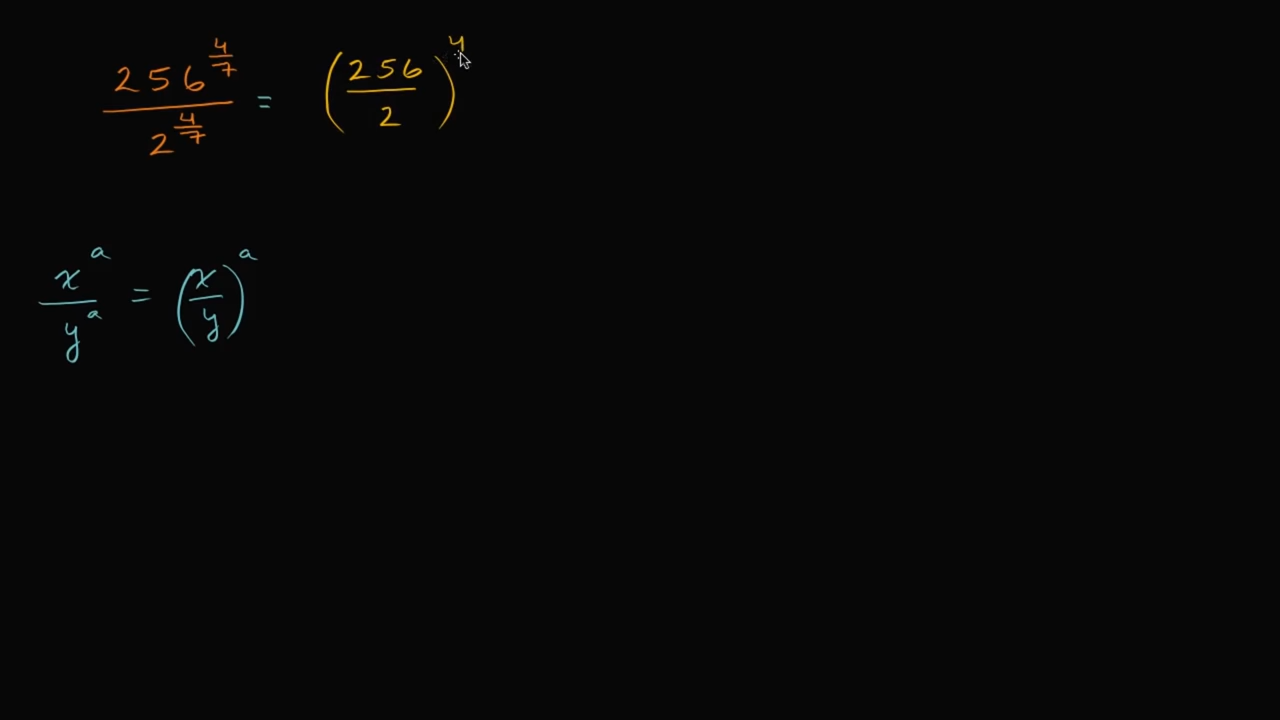 256^{4/7} / 2^{4/7} = (256 / 2)^4
x^a / y^a = (x / y)^a